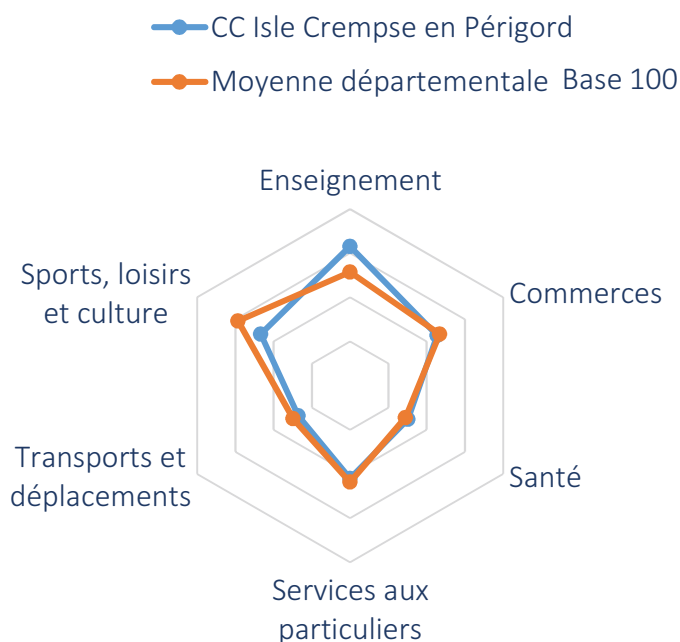 CC Isle Crempse en Périgord
Moyenne départementale Base 100
Enseignement
Sports, loisirs
et culture
Commerces
Transports et
déplacements
Santé
Services aux
particuliers